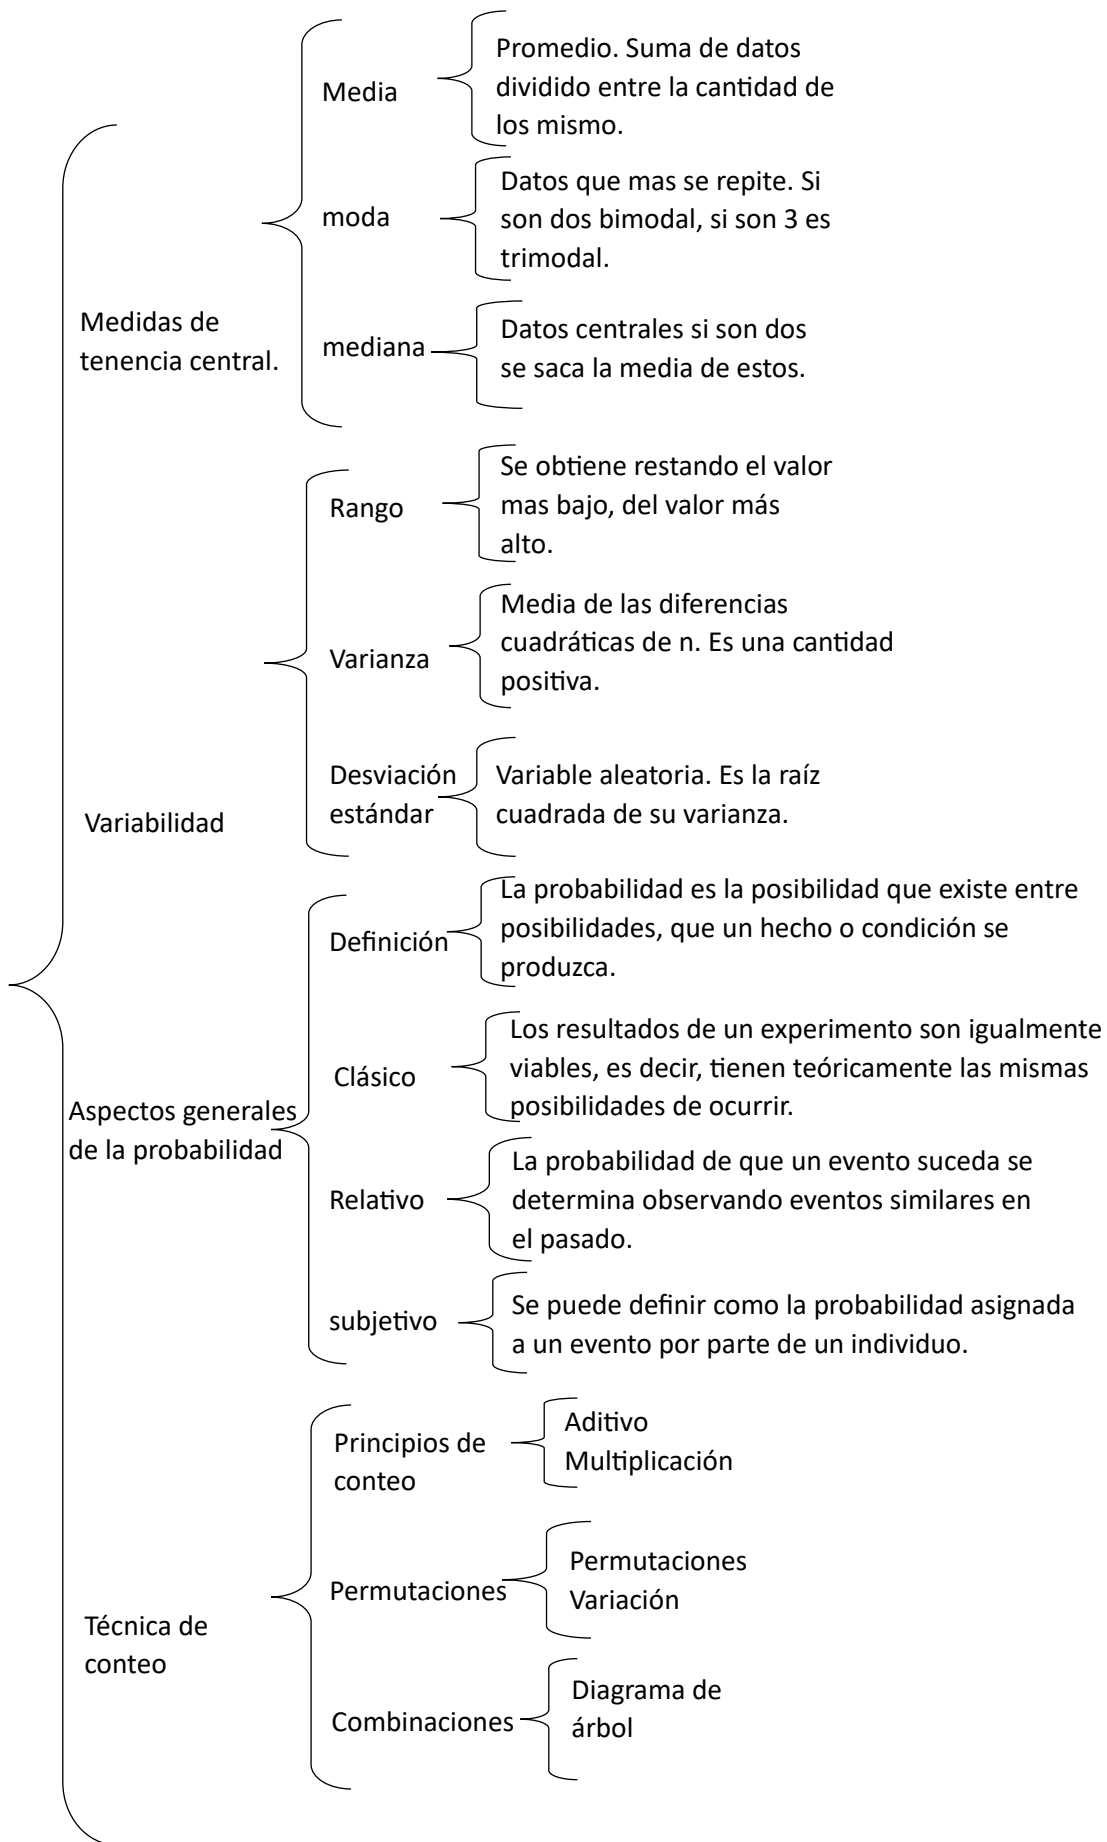 Media
Promedio. Suma de datos
dividido entre la cantidad de
los mismo.
moda
Datos que mas se repite. Si
son dos bimodal, si son 3 es
trimodal.
Medidas de
tenencia central.
mediana
Datos centrales si son dos
se saca la media de estos.
Rango
Se obtiene restando el valor
mas bajo, del valor más
alto.
Varianza
Media de las diferencias
cuadráticas de n. Es una cantidad
positiva.
Variabilidad
Desviación
estándar
Variable aleatoria. Es la raíz
cuadrada de su varianza.
Definición
La probabilidad es la posibilidad que existe entre
posibilidades, que un hecho o condición se
produzca.
Clásico
Los resultados de un experimento son igualmente
viables, es decir, tienen teóricamente las mismas
posibilidades de ocurrir.
Aspectos generales
de la probabilidad
Relativo
La probabilidad de que un evento suceda se
determina observando eventos similares en
el pasado.
subjetivo
Se puede definir como la probabilidad asignada
a un evento por parte de un individuo.
Principios de
conteo
Aditivo
Multiplicación
Permutaciones
Permutaciones
Variación
Técnica de
conteo
Combinaciones
Diagrama de
árbol